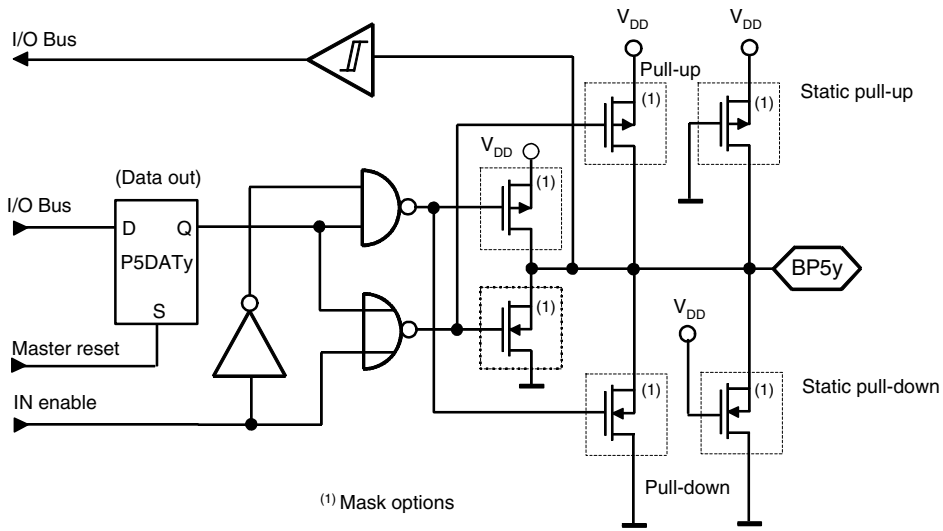 I/O Bus
V
DD
V
DD
Pull-up
(1)
(1)
Static pull-up
V
DD
(1)
(Data out)
I/O Bus
D
Q
P5DATy
S
BP5y
(1)
V
DD
Master reset
(1)
(1)
Static pull-down
IN enable
Pull-down
(1) Mask options